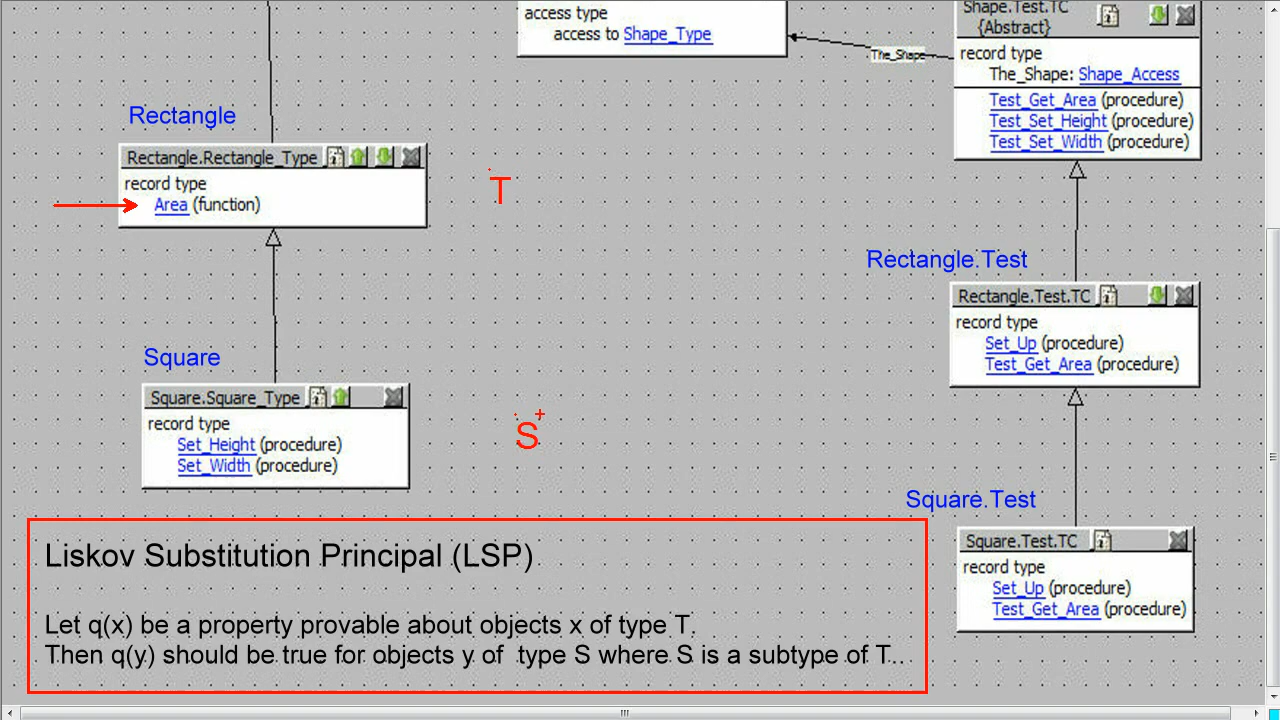 access type
access to Shape_Type
The_Shape
Shape.Test.TC
{Abstract}
record type
The_Shape: Shape_Access
Test_Get_Area (procedure)
Test_Set_Height (procedure)
Test_Set_Width (procedure)
Rectangle
Rectangle.Rectangle_Type
record type
Area (function)
T
Rectangle.Test
Rectangle.Test.TC
record type
Set_Up (procedure)
Test_Get_Area (procedure)
Square
Square.Square_Type
record type
Set_Height (procedure)
Set_Width (procedure)
S
Square.Test
Square.Test.TC
record type
Set_Up (procedure)
Test_Get_Area (procedure)
Liskov Substitution Principal (LSP)
Let q(x) be a property provable about objects x of type T.
Then q(y) should be true for objects y of type S where S is a subtype of T..